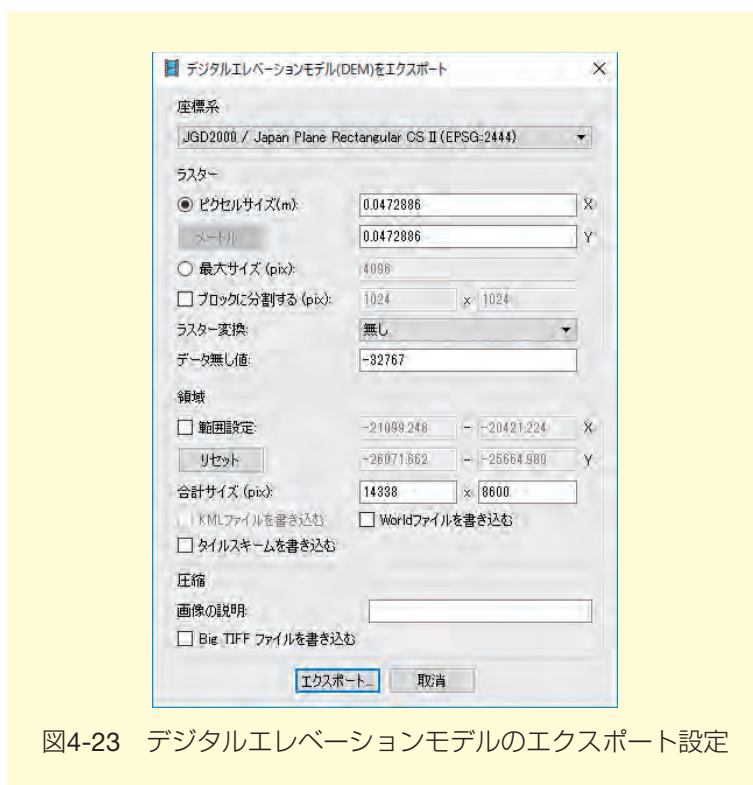 デジタルエレベーションモデル(DEM)をエクスポート ×
座標系
JGD2000 / Japan Plane Rectangular CS II (EPSG::2444)
ラスター
ピクセルサイズ(m): 0.0472886 X
メートル... 0.0472886 Y
最大サイズ (pix): 4096
ブロックに分割する (pix): 1024 x 1024
ラスター変換: 無し
データ無し値: -32767
領域
範囲設定: -21099.248 - -20421.224 X
リセット -26071.662 - -25664.980 Y
合計サイズ (pix): 14338 x 8600
KMLファイルを書き込む Worldファイルを書き込む
タイルスキームを書き込む
圧縮
画像の説明:
Big TIFF ファイルを書き込む
エクスポート... 取消
図4-23 デジタルエレベーションモデルのエクスポート設定